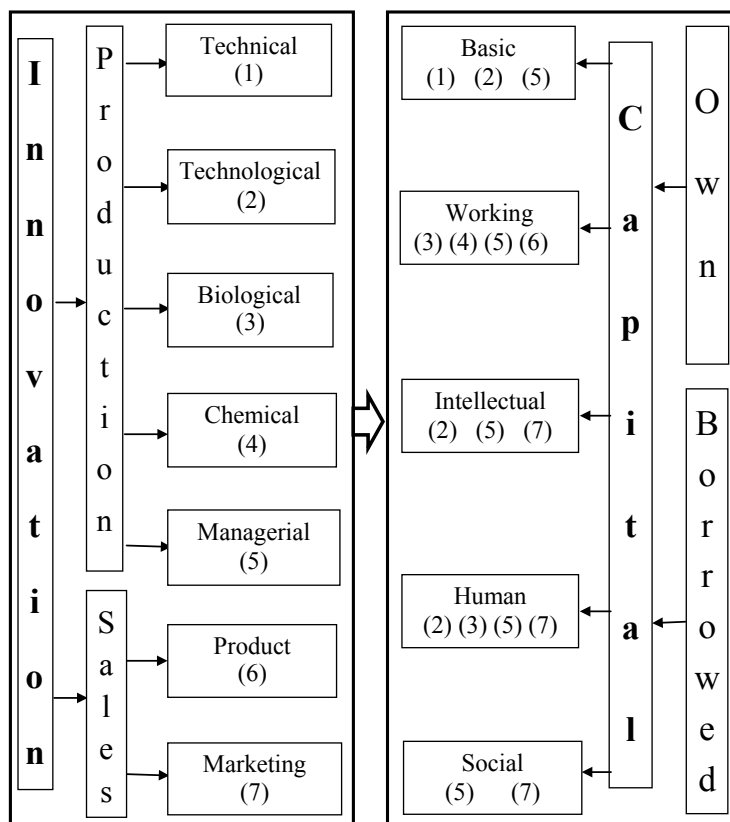 Innovation
Production
Technical
(1)
Technological
(2)
Biological
(3)
Chemical
(4)
Managerial
(5)
Sales
Product
(6)
Marketing
(7)
Basic
(1) (2) (5)
Working
(3) (4) (5) (6)
Intellectual
(2) (5) (7)
Human
(2) (3) (5) (7)
Social
(5) (7)
Capital
Own
Borrowed